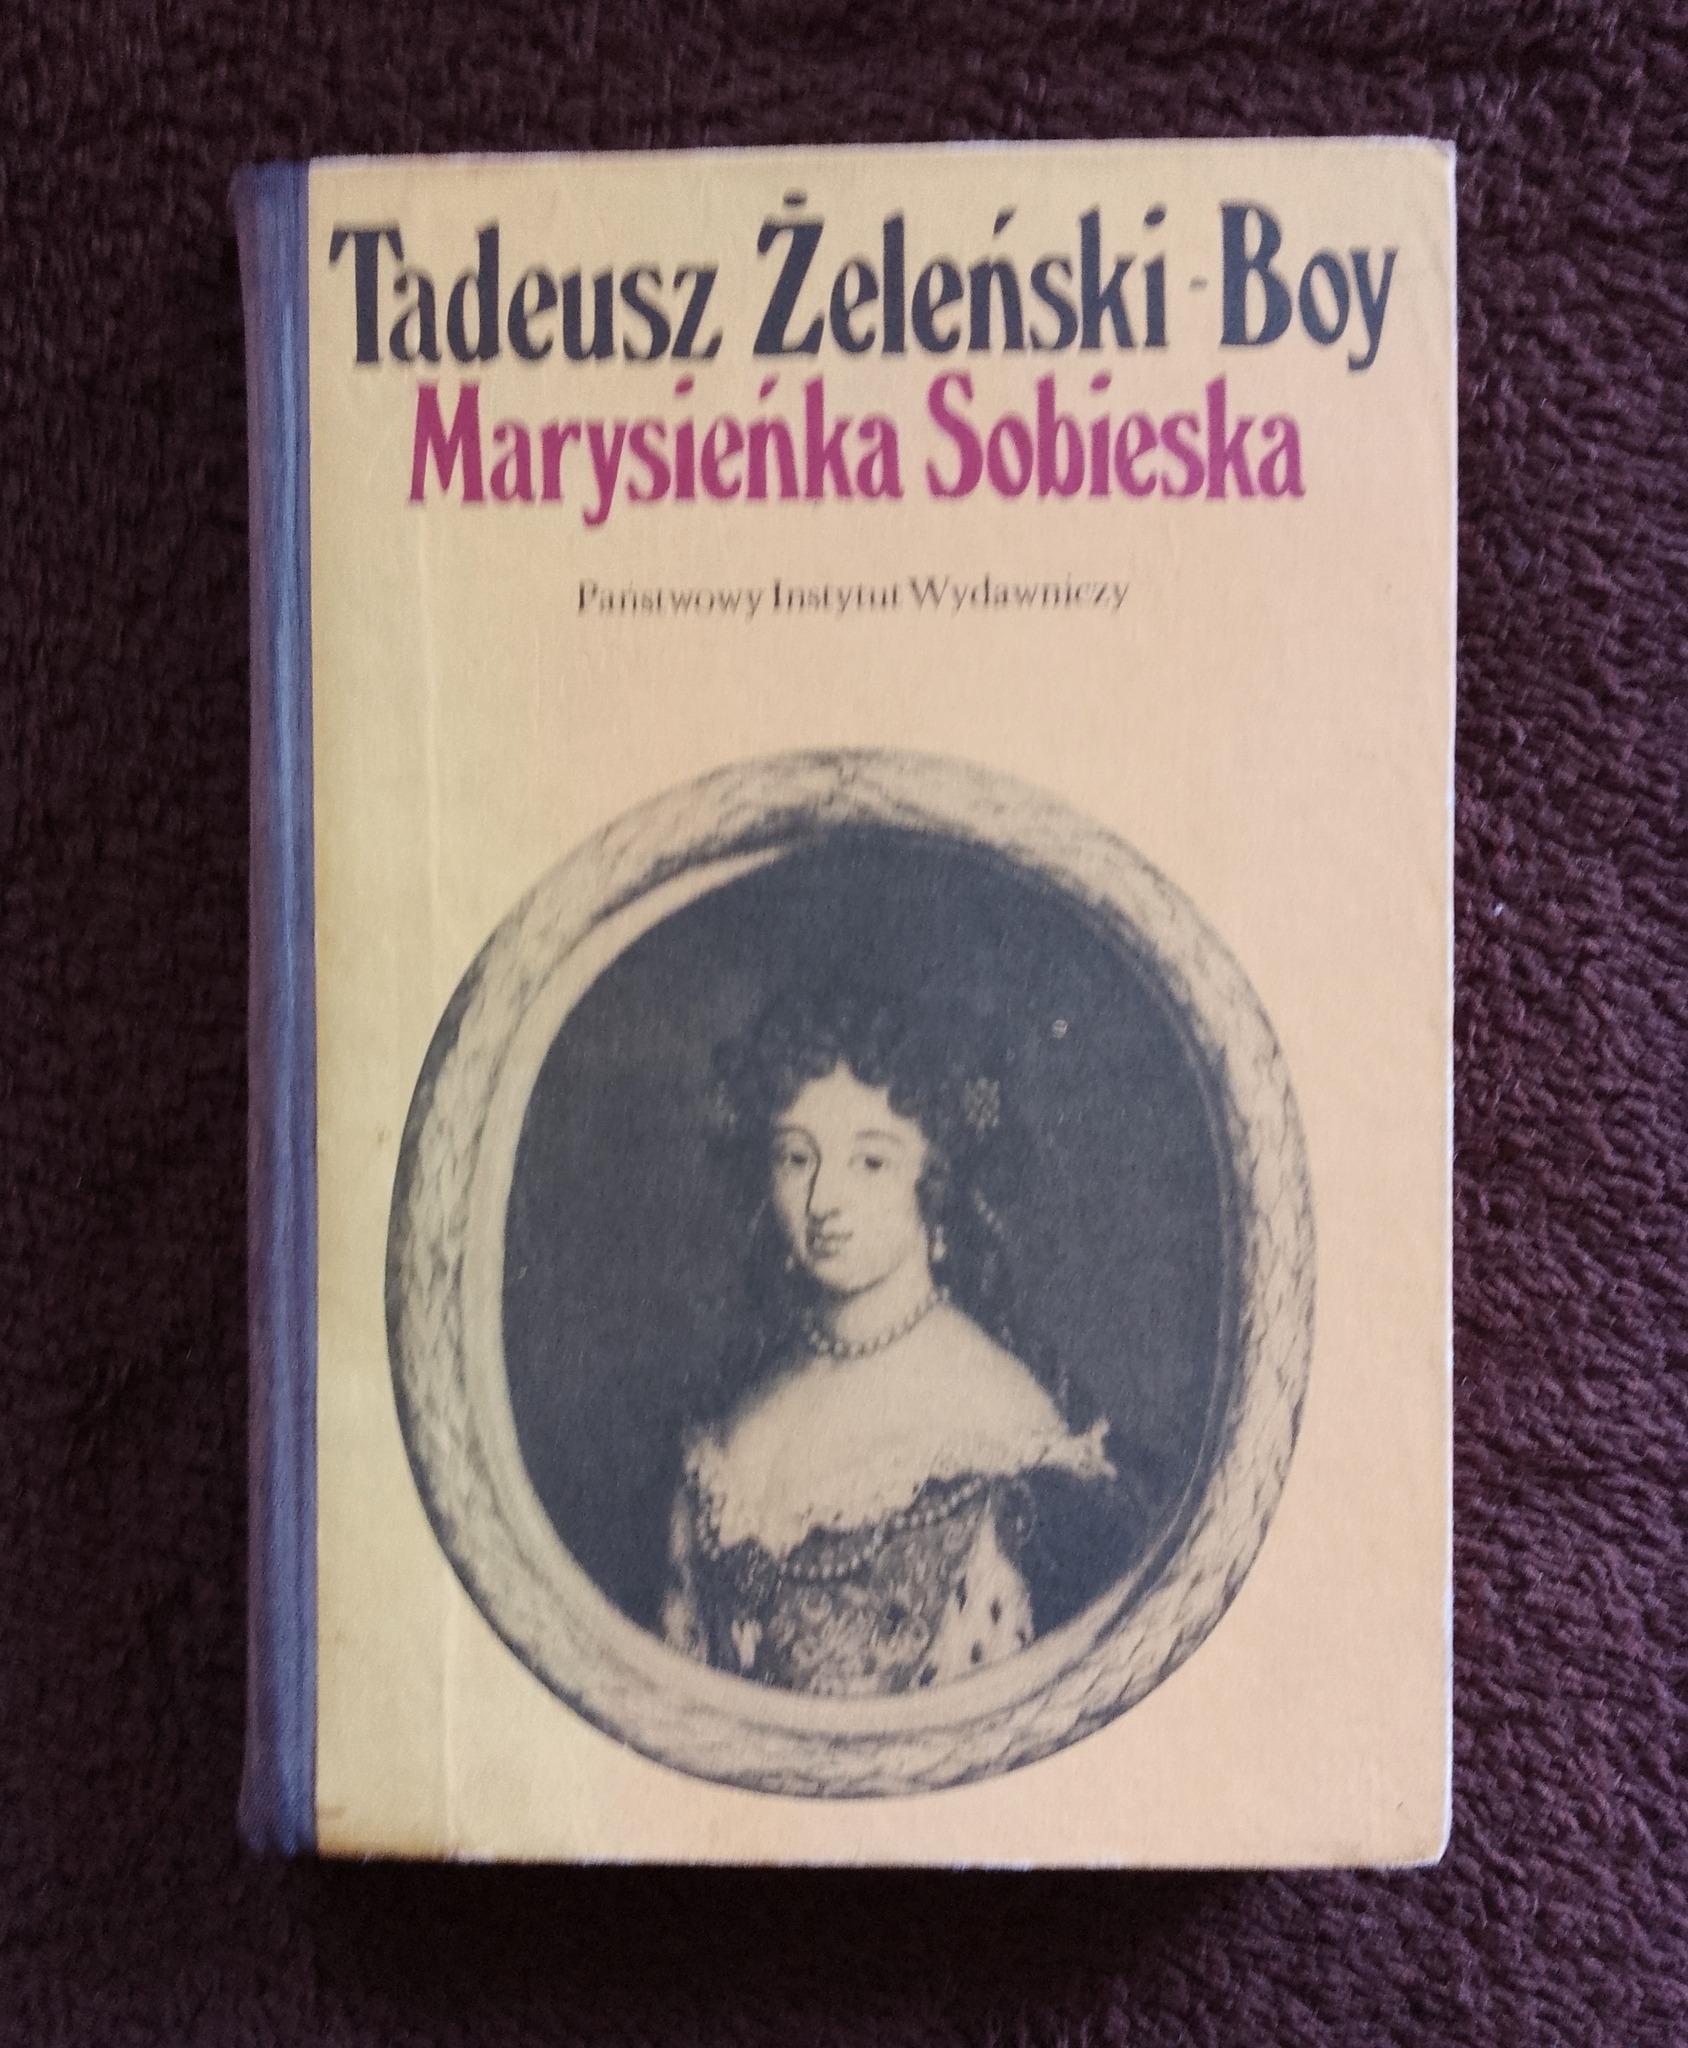 Tadeusz Żeleński-Boy
Marysieńka Sobieska
Państwowy Instytut Wydawniczy